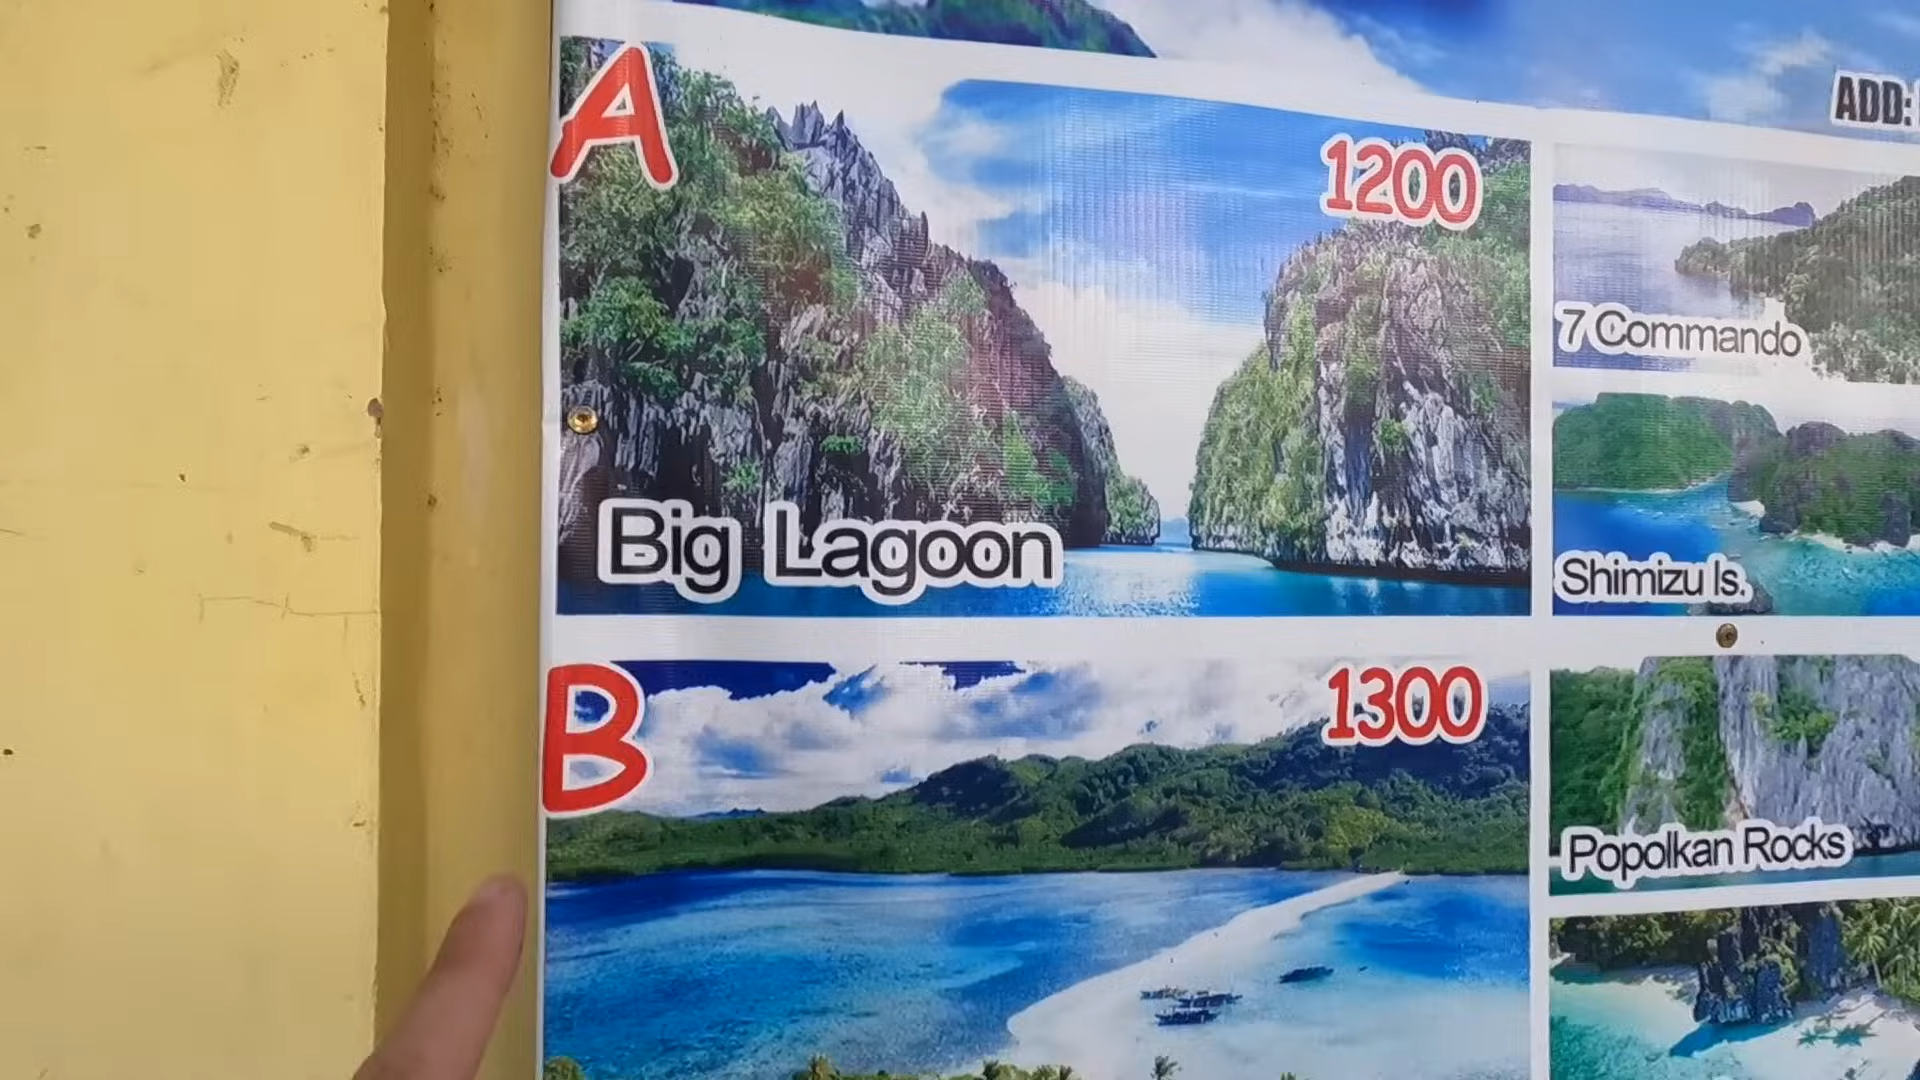 ADD:
A
1200
Big Lagoon
7 Commando
Shimizu Is.
B
1300
Popolkan Rocks